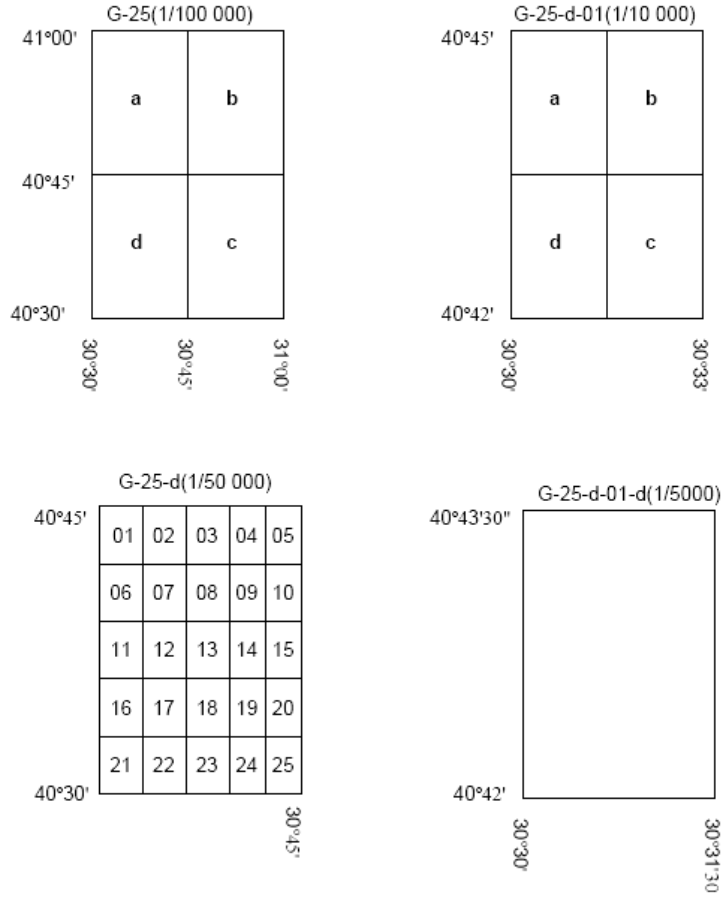 G-25(1/100 000)
41°00'
a b
40°45'
d c
40°30'
30°30' 30°45' 31°00'
G-25-d-01(1/10 000)
40°45'
a b
d c
40°42'
30°30' 30°33'
G-25-d(1/50 000)
40°45'
01 02 03 04 05
06 07 08 09 10
11 12 13 14 15
16 17 18 19 20
21 22 23 24 25
40°30'
30°45'
G-25-d-01-d(1/5000)
40°43'30"
40°42'
30°30' 30°31'30